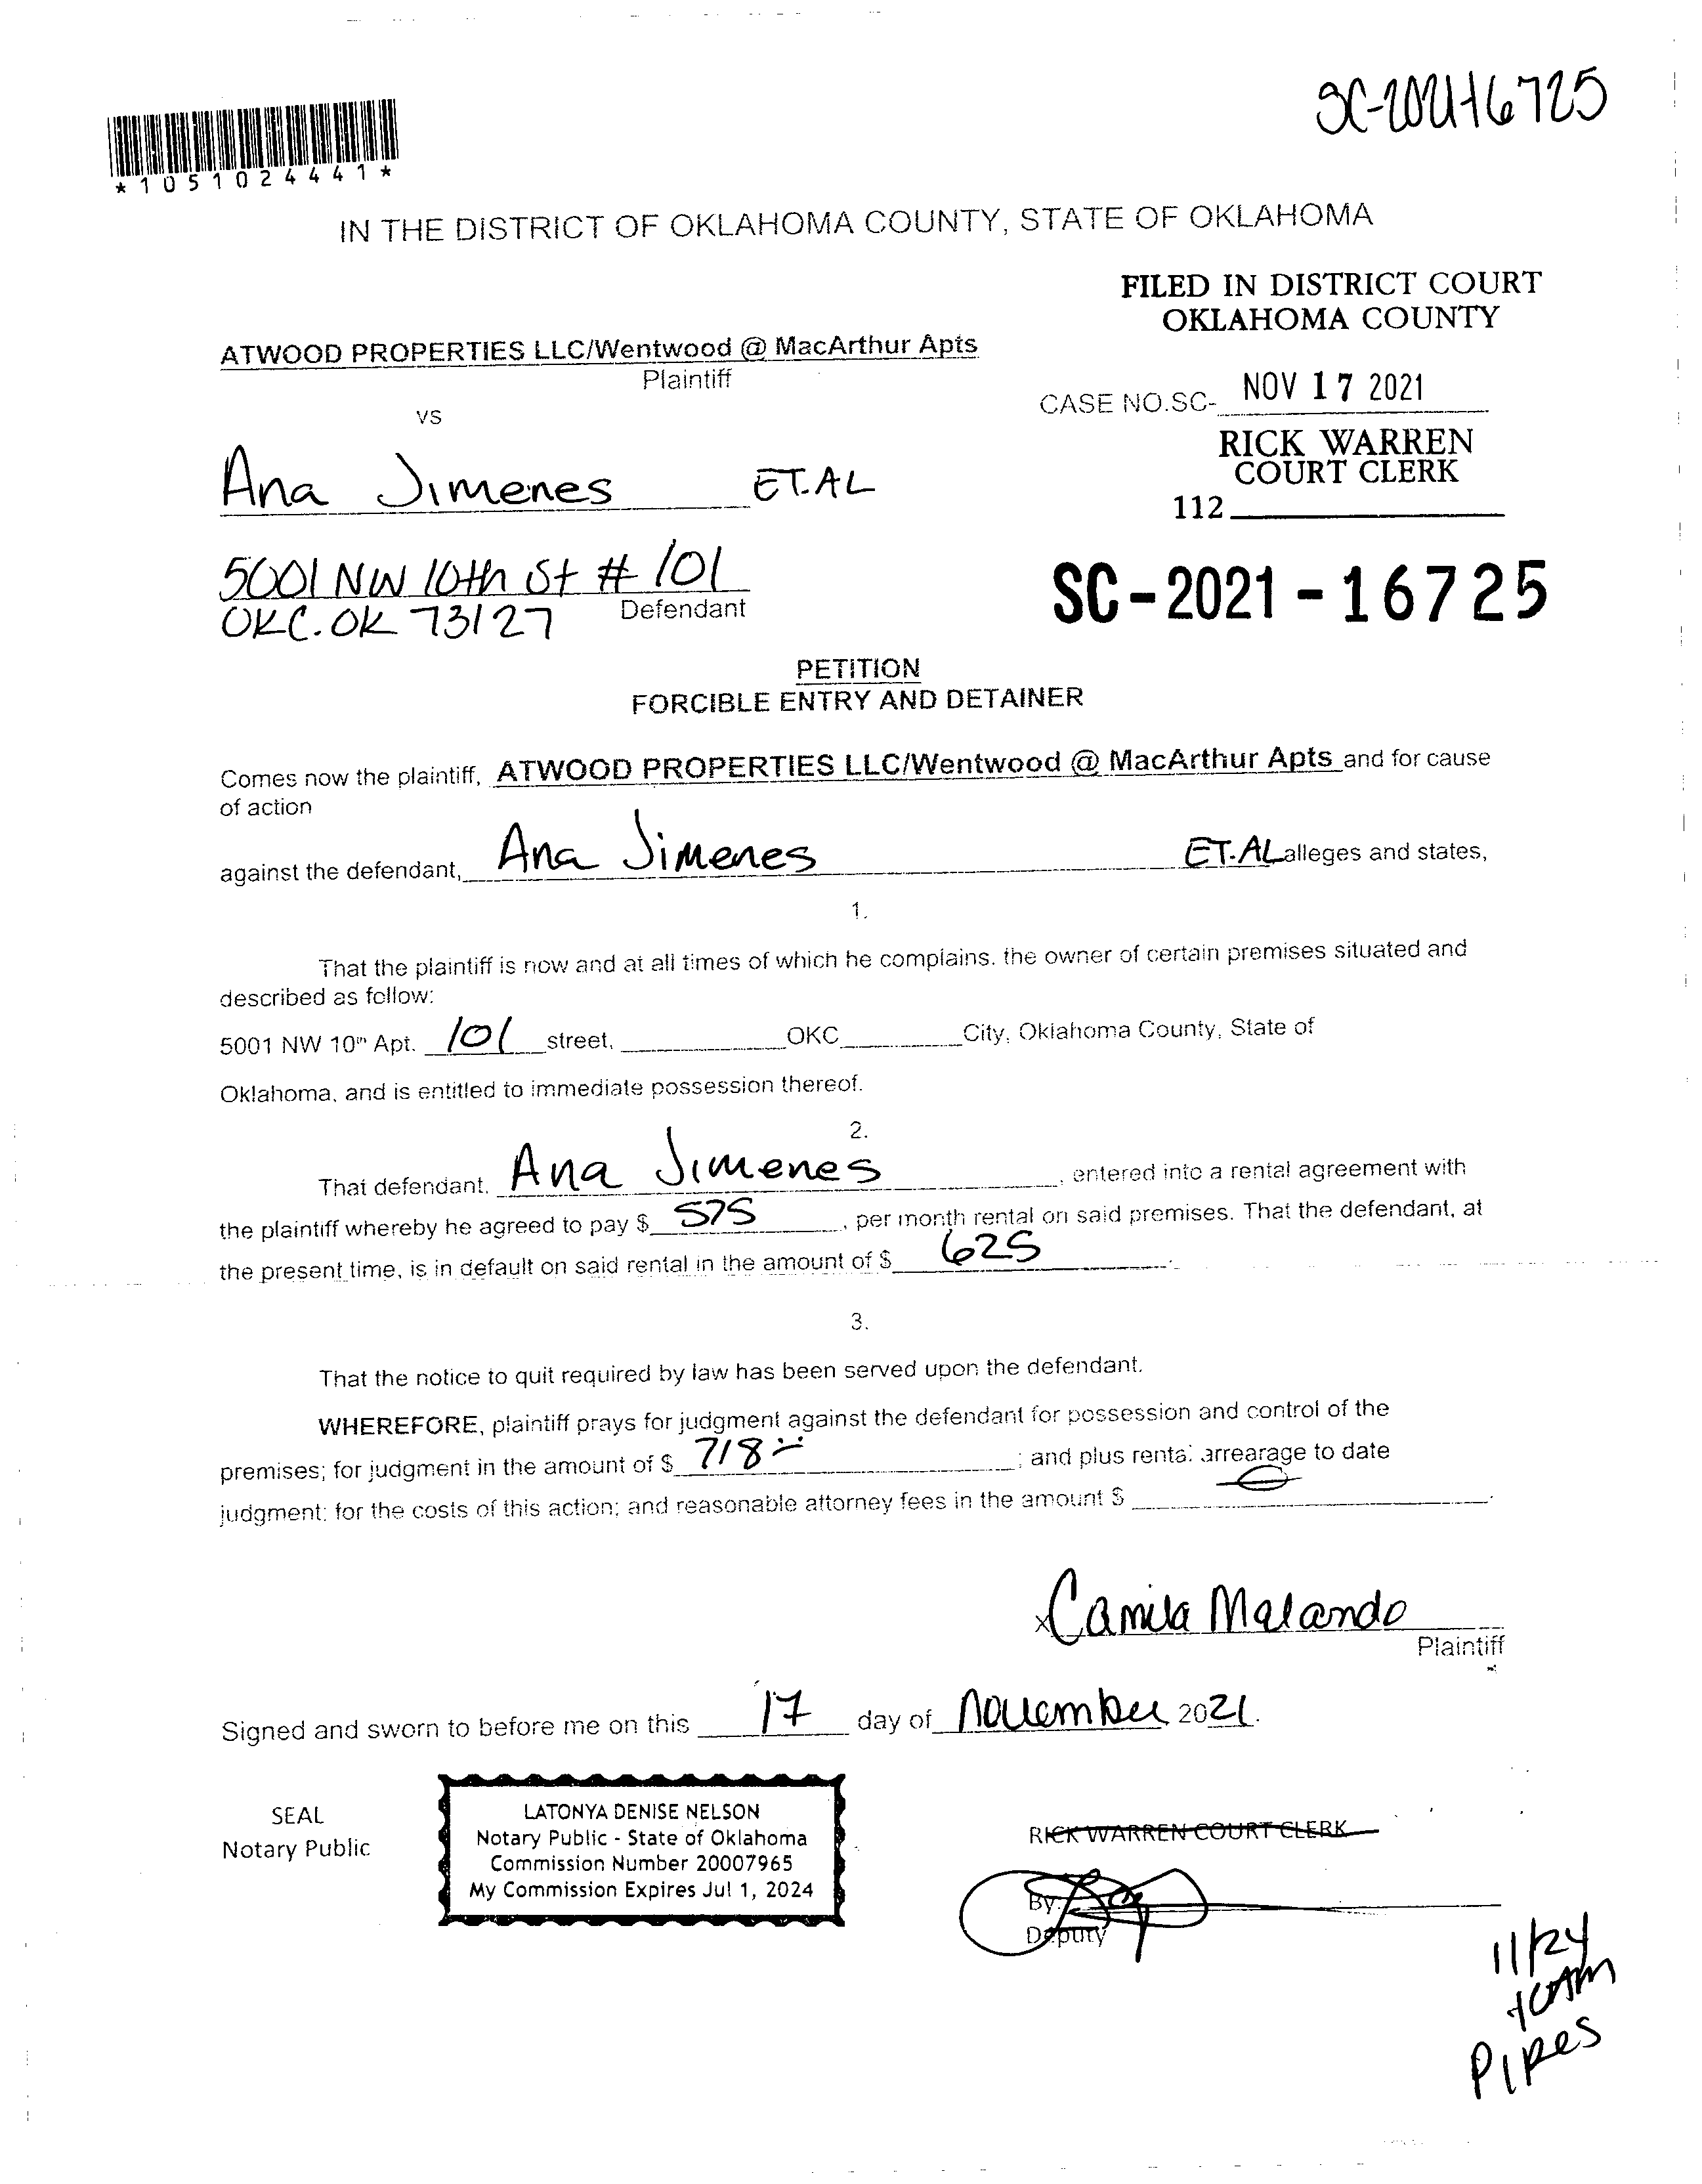 SC-2021-16725
*1051024441*
IN THE DISTRICT OF OKLAHOMA COUNTY, STATE OF OKLAHOMA
FILED IN DISTRICT COURT
OKLAHOMA COUNTY
ATWOOD PROPERTIES LLC/Wentwood @ MacArthur Apts
Plaintiff
CASE NO.SC- NOV 17 2021
vs
RICK WARREN
COURT CLERK
Ana Jimenes ET.AL
112
5001 NW 10th St # 101
OKC. OK 73127 Defendant
SC-2021-16725
PETITION
FORCIBLE ENTRY AND DETAINER
Comes now the plaintiff, ATWOOD PROPERTIES LLC/Wentwood @ MacArthur Apts and for cause
of action
against the defendant, Ana Jimenes ET.AL alleges and states,
1.
That the plaintiff is now and at all times of which he complains. the owner of certain premises situated and
described as follow:
5001 NW 10th Apt. 101 street, OKC City, Oklahoma County, State of
Oklahoma, and is entitled to immediate possession thereof.
2.
That defendant, Ana Jimenes, entered into a rental agreement with
the plaintiff whereby he agreed to pay $ 575, per month rental on said premises. That the defendant, at
the present time, is in default on said rental in the amount of $ 625.
3.
That the notice to quit required by law has been served upon the defendant.
WHEREFORE, plaintiff prays for judgment against the defendant for possession and control of the
premises; for judgment in the amount of $ 718; and plus rental arrearage to date
judgment; for the costs of this action; and reasonable attorney fees in the amount $
Camila Malando
Plaintiff
Signed and sworn to before me on this 17 day of November 2021.
SEAL
Notary Public
LATONYA DENISE NELSON
Notary Public - State of Oklahoma
Commission Number 20007965
My Commission Expires Jul 1, 2024
RICK WARREN COURT CLERK
By:
Deputy
11/24
10AM
Pipes